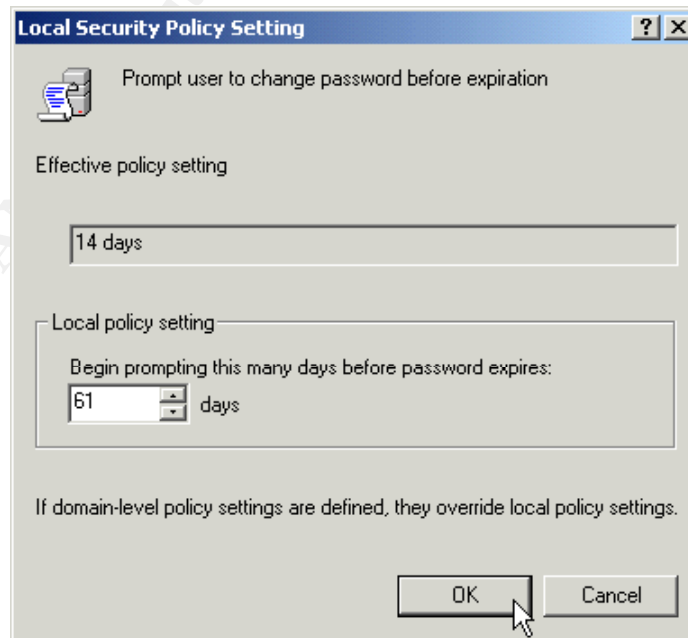 Local Security Policy Setting
Prompt user to change password before expiration
Effective policy setting
14 days
Local policy setting
Begin prompting this many days before password expires:
61 days
If domain-level policy settings are defined, they override local policy settings.
OK Cancel